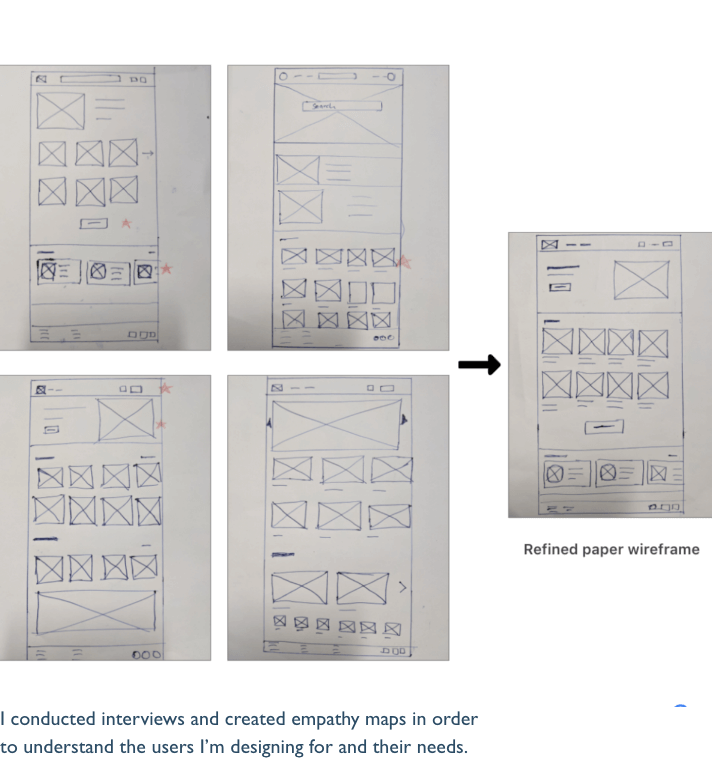 Search
Refined paper wireframe
I conducted interviews and created empathy maps in order
to understand the users I’m designing for and their needs.